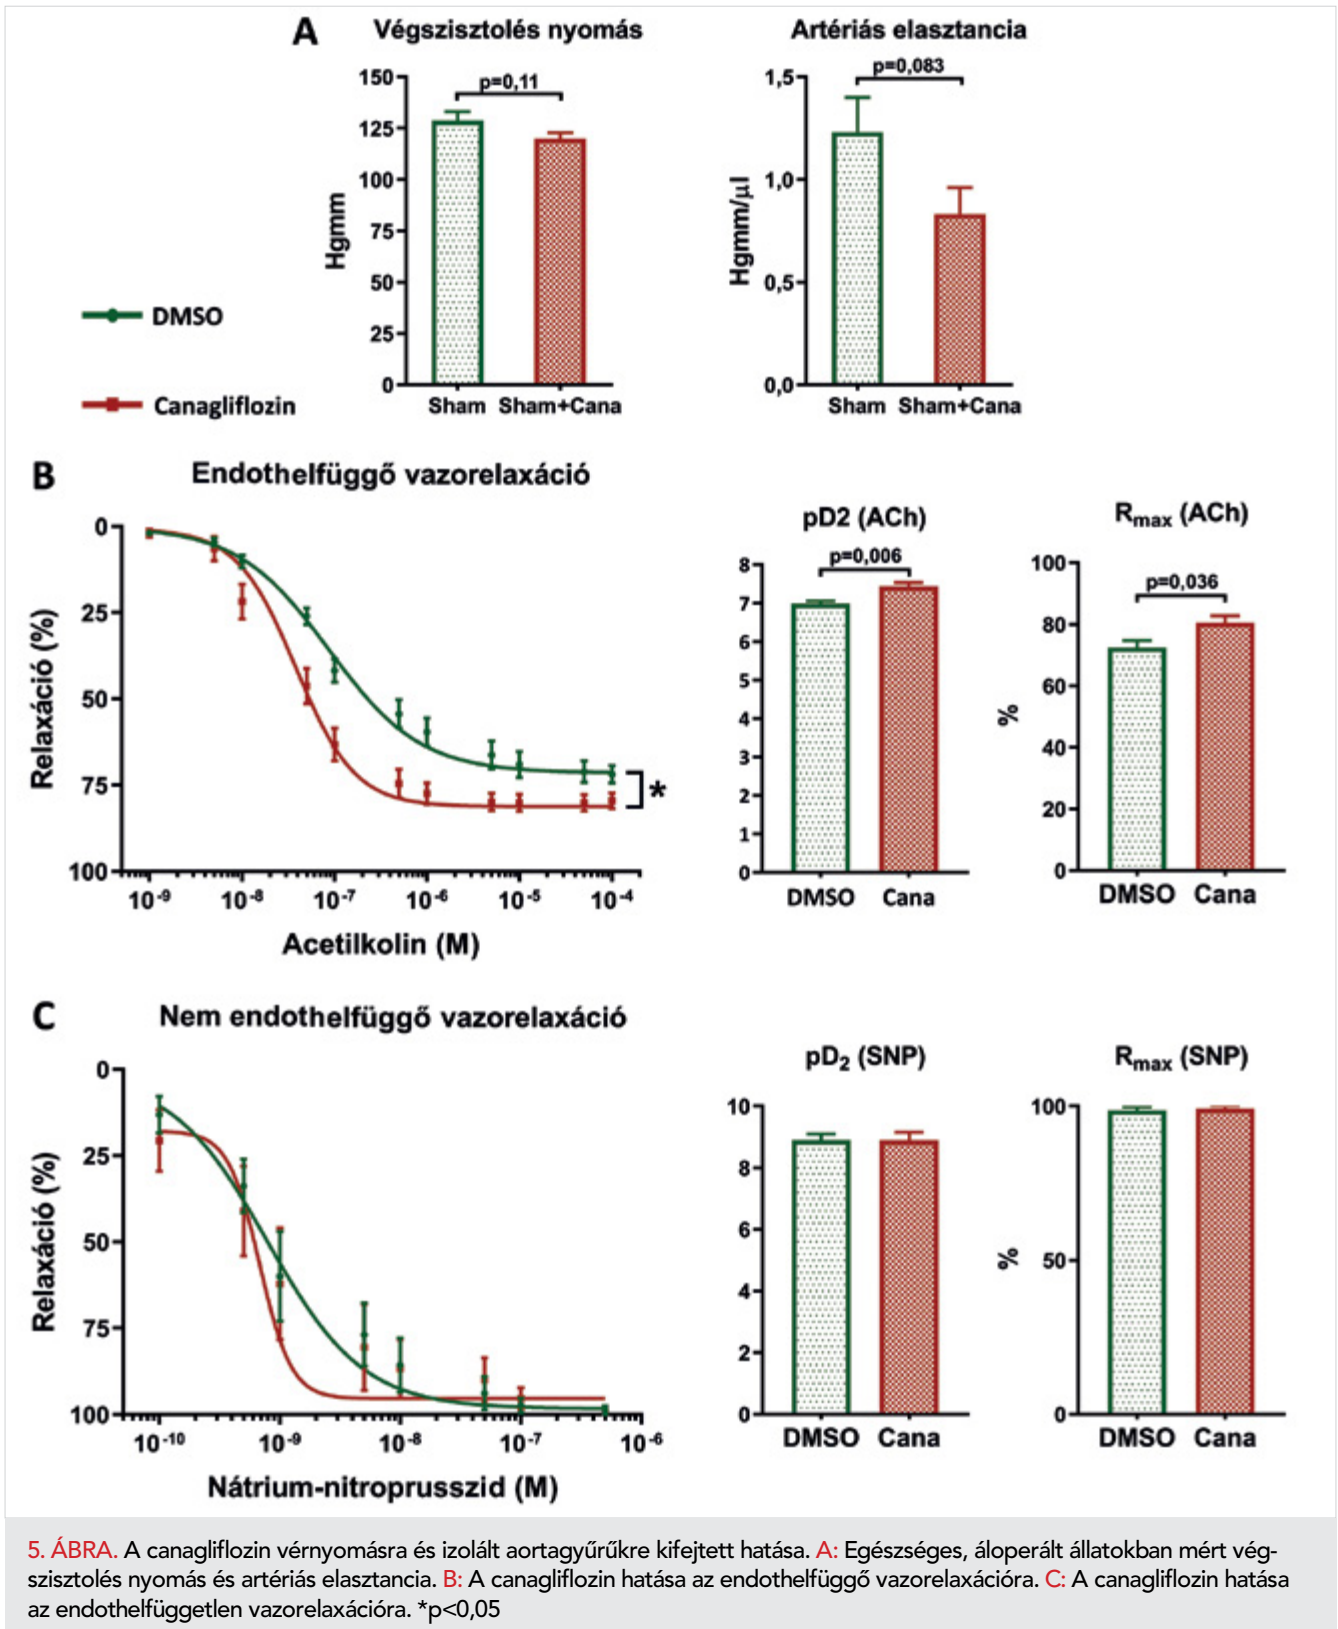 A
Végszisztolés nyomás
Artériás elasztancia
p=0,11
p=0,083
150
125
100
75
50
25
0
Hgmm
Sham Sham+Cana
1,5
1,0
0,5
0,0
Hgmm/µl
Sham Sham+Cana
DMSO
Canagliflozin
B
Endothelfüggő vazorelaxáció
0
25
50
75
100
Relaxáció (%)
*
10-9 10-8 10-7 10-6 10-5 10-4
Acetilkolin (M)
pD2 (ACh)
p=0,006
8
7
6
5
4
3
2
1
0
DMSO Cana
Rmax (ACh)
p=0,036
100
80
60
40
20
0
%
DMSO Cana
C
Nem endothelfüggő vazorelaxáció
0
25
50
75
100
Relaxáció (%)
10-10 10-9 10-8 10-7 10-6
Nátrium-nitroprusszid (M)
pD2 (SNP)
10
8
6
4
2
0
DMSO Cana
Rmax (SNP)
100
50
0
%
DMSO Cana
5. ÁBRA. A canagliflozin vérnyomásra és izolált aortagyűrűkre kifejtett hatása. A: Egészséges, áloperált állatokban mért vég-
szisztolés nyomás és artériás elasztancia. B: A canagliflozin hatása az endothelfüggő vazorelaxációra. C: A canagliflozin hatása
az endothelfüggetlen vazorelaxációra. *p<0,05